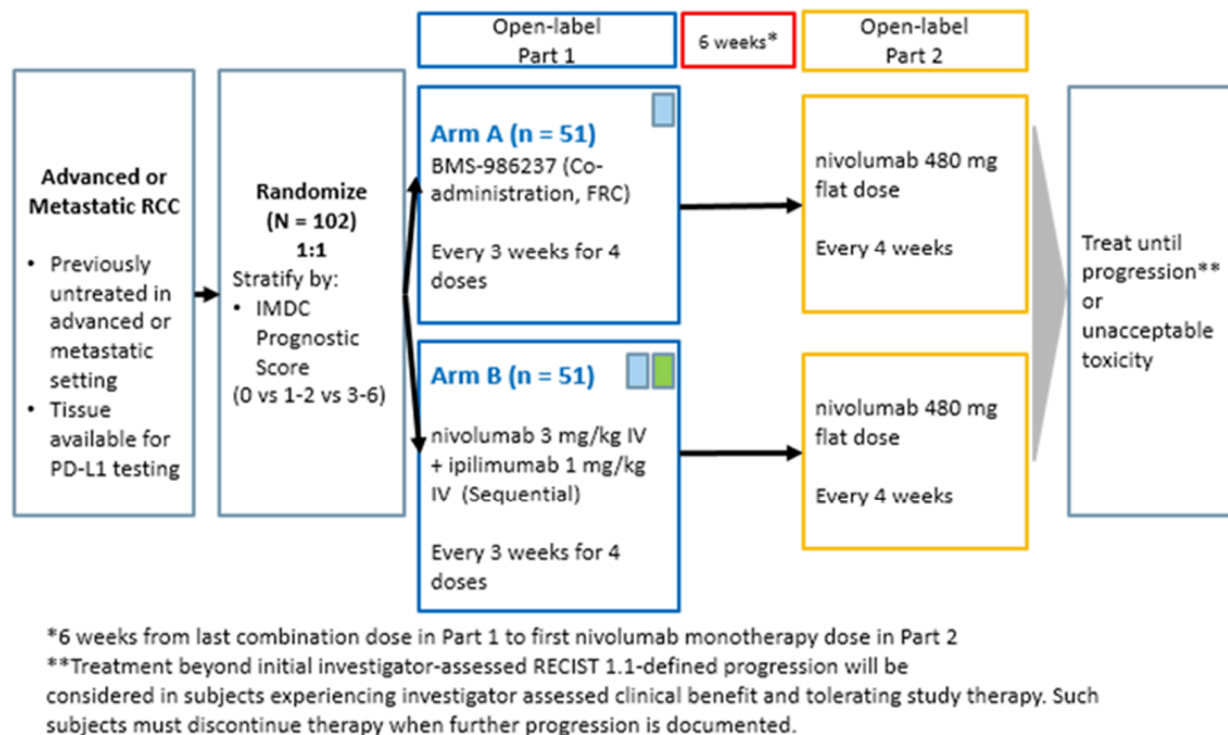 Open-label
Part 1
6 weeks*
Open-label
Part 2
Advanced or
Metastatic RCC
• Previously
untreated in
advanced or
metastatic
setting
• Tissue
available for
PD-L1 testing
Randomize
(N = 102)
1:1
Stratify by:
• IMDC
Prognostic
Score
(0 vs 1-2 vs 3-6)
Arm A (n = 51)
BMS-986237 (Co-
administration, FRC)
Every 3 weeks for 4
doses
Arm B (n = 51)
nivolumab 3 mg/kg IV
+ ipilimumab 1 mg/kg
IV (Sequential)
Every 3 weeks for 4
doses
nivolumab 480 mg
flat dose
Every 4 weeks
nivolumab 480 mg
flat dose
Every 4 weeks
Treat until
progression**
or
unacceptable
toxicity
*6 weeks from last combination dose in Part 1 to first nivolumab monotherapy dose in Part 2
**Treatment beyond initial investigator-assessed RECIST 1.1-defined progression will be
considered in subjects experiencing investigator assessed clinical benefit and tolerating study therapy. Such
subjects must discontinue therapy when further progression is documented.